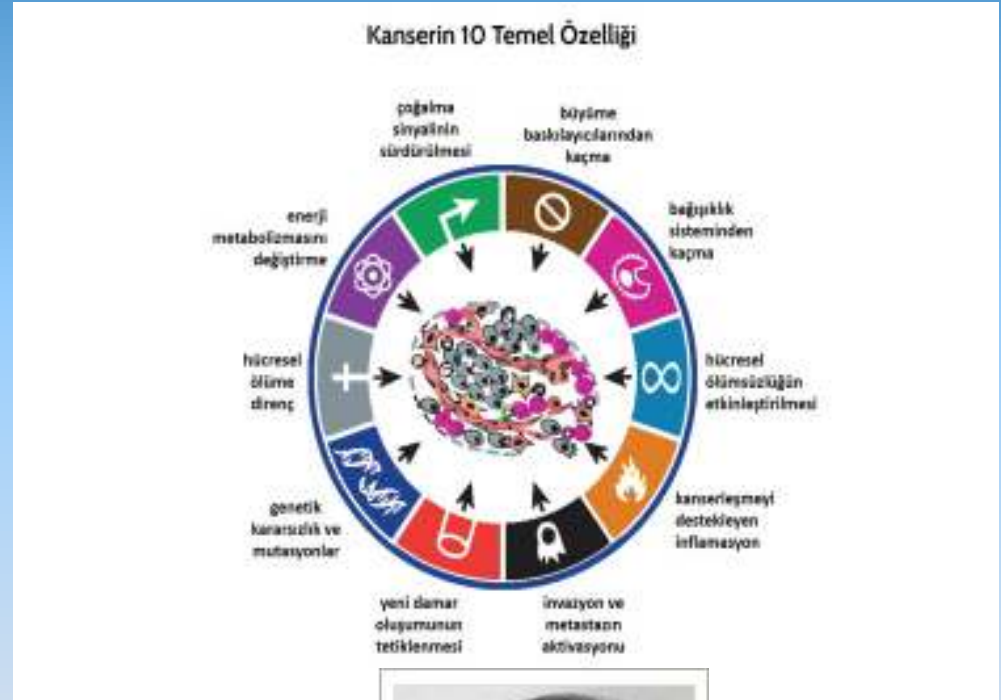 Kanserin 10 Temel Özelliği
çoğalma
sinyalinin
sürdürülmesi
büyüme
baskılayıcılarından
kaçma
bağışıklık
sisteminden
kaçma
hücresel
ölümsüzlüğün
etkinleştirilmesi
kanserleşmeyi
destekleyen
inflamasyon
invazyon ve
metastazın
aktivasyonu
yeni damar
oluşumunun
tetiklenmesi
genetik
kararsızlık ve
mutasyonlar
hücresel
ölüme
direnç
enerji
metabolizmasını
değiştirme